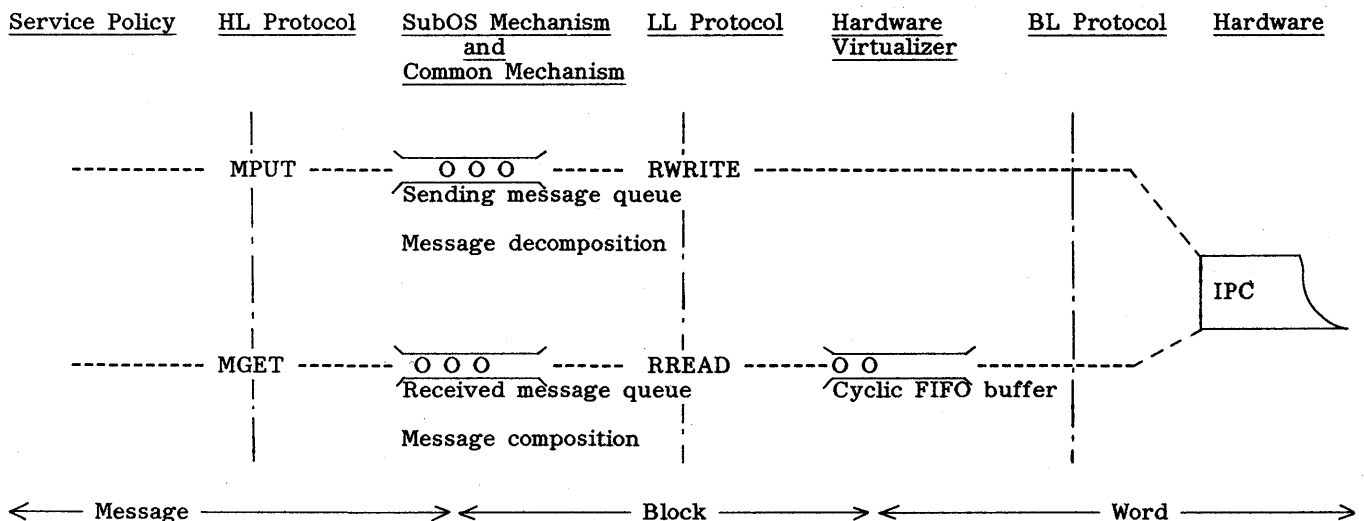 Service Policy HL Protocol SubOS Mechanism LL Protocol Hardware BL Protocol Hardware
and Virtualizer
Common Mechanism
MPUT O O O RWRITE
Sending message queue
Message decomposition
IPC
MGET O O O RREAD O O
Received message queue Cyclic FIFO buffer
Message composition
Message Block Word